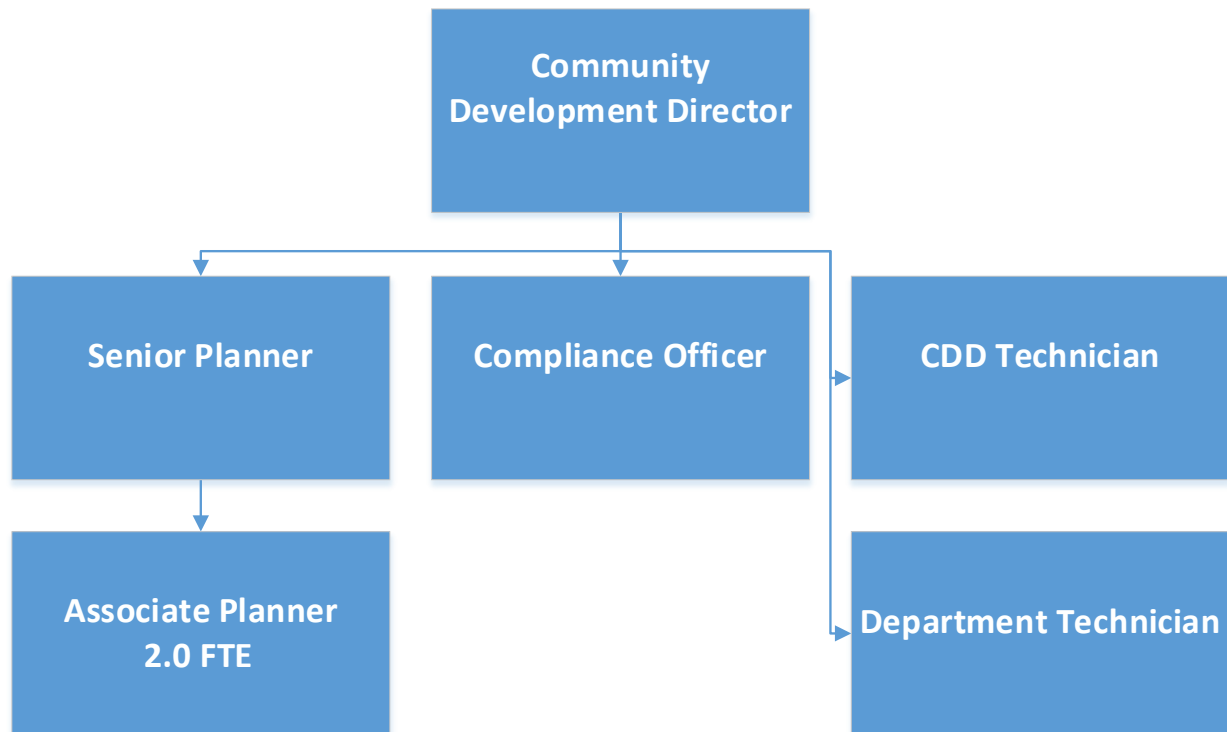 Community
Development Director
Senior Planner
Compliance Officer
CDD Technician
Associate Planner
2.0 FTE
Department Technician